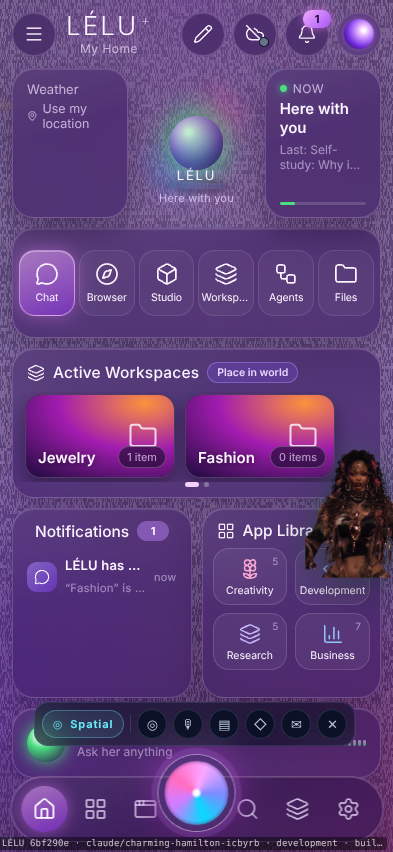 LÉLU +
My Home
1
Weather
Use my
location
LÉLU
Here with you
NOW
Here with
you
Last: Self-
study: Why i...
Chat
Browser
Studio
Worksp...
Agents
Files
Active Workspaces
Place in world
Jewelry
1 item
Fashion
0 items
Notifications
1
LÉLU has ...
"Fashion" is ...
now
App Libra
Creativity
5
Development
Research
5
Business
7
Spatial
Ask her anything
LÉLU 6bf290e · claude/charming-hamilton-icbyrb · development · buil…